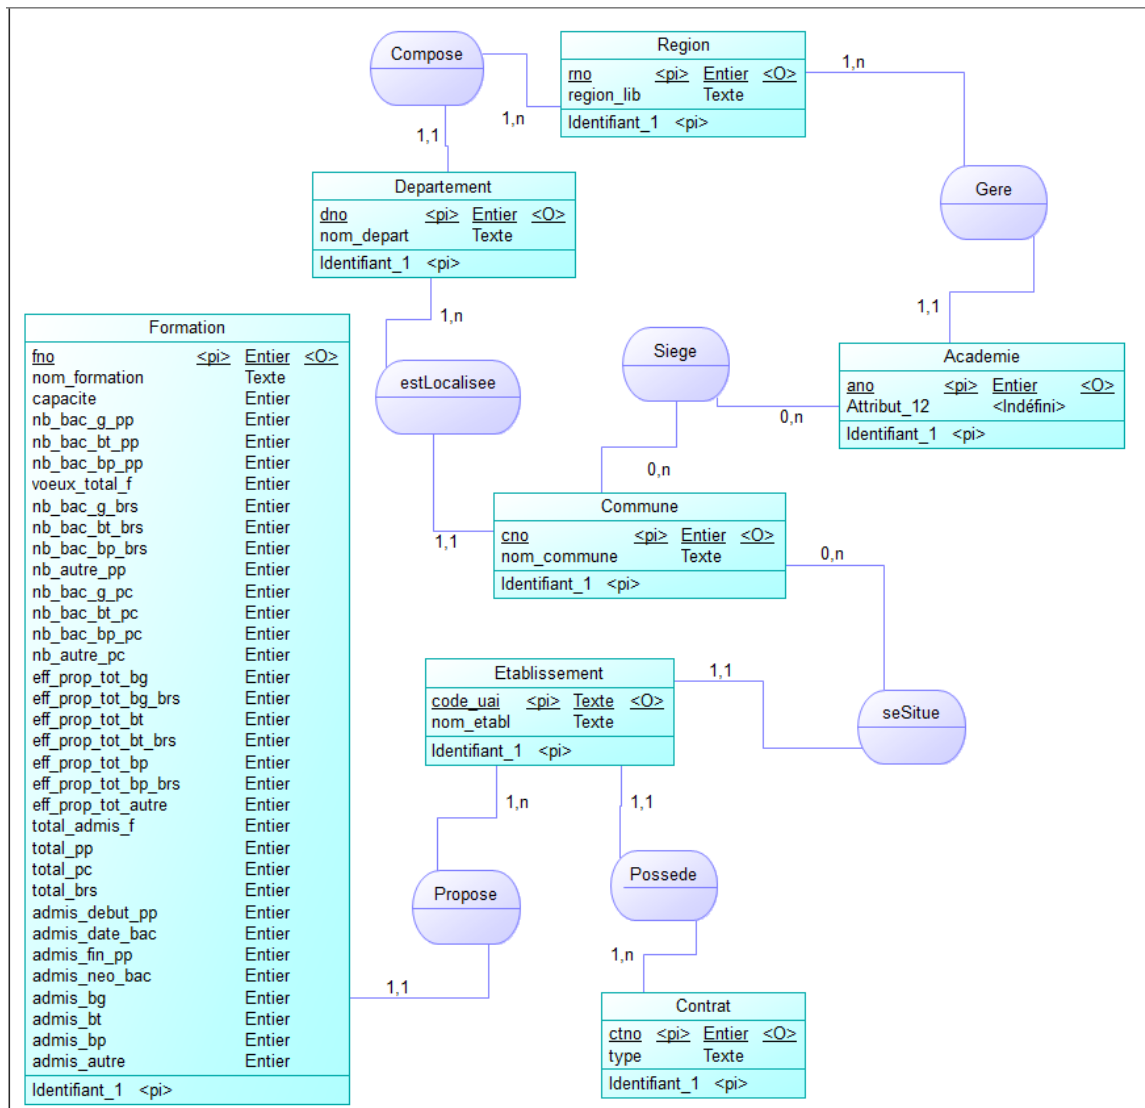 Compose
1,n
1,1
Region
rno <pi> Entier <O>
region_lib Texte
Identifiant_1 <pi>
1,n
Gere
1,1
Departement
dno <pi> Entier <O>
nom_depart Texte
Identifiant_1 <pi>
1,n
estLocalisee
1,1
Siege
0,n
0,n
Academie
ano <pi> Entier <O>
Attribut_12 <Indéfini>
Identifiant_1 <pi>
Commune
cno <pi> Entier <O>
nom_commune Texte
Identifiant_1 <pi>
0,n
seSitue
1,1
Etablissement
code_uai <pi> Texte <O>
nom_etabl Texte
Identifiant_1 <pi>
1,n
1,1
Propose
1,1
Possede
1,n
Contrat
ctno <pi> Entier <O>
type Texte
Identifiant_1 <pi>
Formation
fno <pi> Entier <O>
nom_formation Texte
capacite Entier
nb_bac_g_pp Entier
nb_bac_bt_pp Entier
nb_bac_bp_pp Entier
voeux_total_f Entier
nb_bac_g_brs Entier
nb_bac_bt_brs Entier
nb_bac_bp_brs Entier
nb_autre_pp Entier
nb_bac_g_pc Entier
nb_bac_bt_pc Entier
nb_bac_bp_pc Entier
nb_autre_pc Entier
eff_prop_tot_bg Entier
eff_prop_tot_bg_brs Entier
eff_prop_tot_bt Entier
eff_prop_tot_bt_brs Entier
eff_prop_tot_bp Entier
eff_prop_tot_bp_brs Entier
eff_prop_tot_autre Entier
total_admis_f Entier
total_pp Entier
total_pc Entier
total_brs Entier
admis_debut_pp Entier
admis_date_bac Entier
admis_fin_pp Entier
admis_neo_bac Entier
admis_bg Entier
admis_bt Entier
admis_bp Entier
admis_autre Entier
Identifiant_1 <pi>